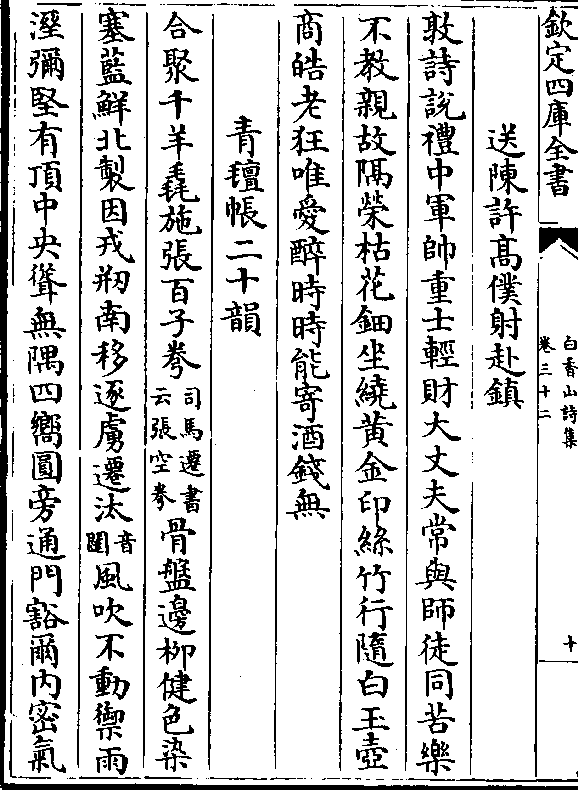 欽定四庫全書
白香山詩集
卷三十二
十
送陳許髙僕射赴鎮
敦詩説禮中軍帥重士輕財大丈夫常與師徒同苦樂
不教親故隔榮枯花鈿坐繞黄金印絲竹行隨白玉壺
商皓老狂唯愛醉時時能寄酒錢無
青氊帳二十韻
合聚千羊毳施張百子弮司馬遷書云張空弮骨盤邊柳健色染
塞藍鮮北製因戎刱南移逐虜遷汰音闥風吹不動禦雨
溼彌堅有頂中央聳無隅四嚮圓旁通門豁爾内密氣